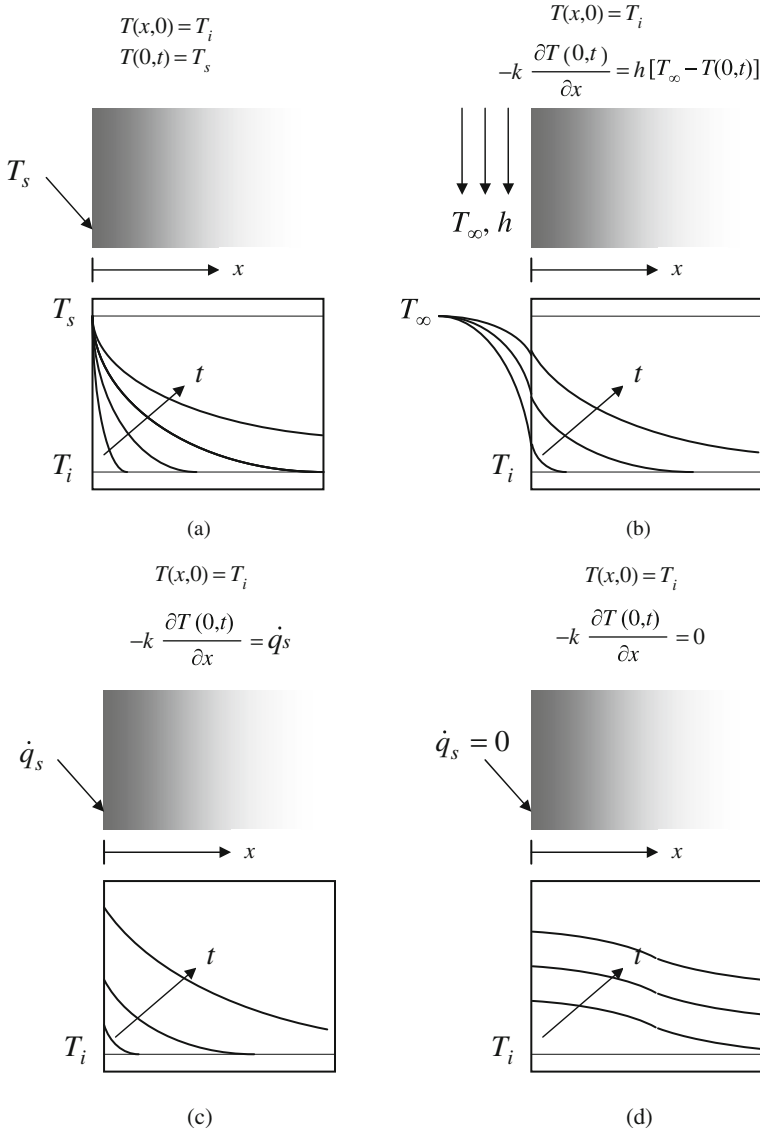 T(x,0) = T_i
T(0,t) = T_s
T_s
x
T_s
t
T_i
(a)
T(x,0) = T_i
-k ∂T(0,t)/∂x = h[T_∞ − T(0,t)]
T_∞, h
x
T_∞
t
T_i
(b)
T(x,0) = T_i
-k ∂T(0,t)/∂x = q̇s
q̇_s
x
t
T_i
(c)
T(x,0) = T_i
-k ∂T(0,t)/∂x = 0
q̇_s = 0
x
t
T_i
(d)